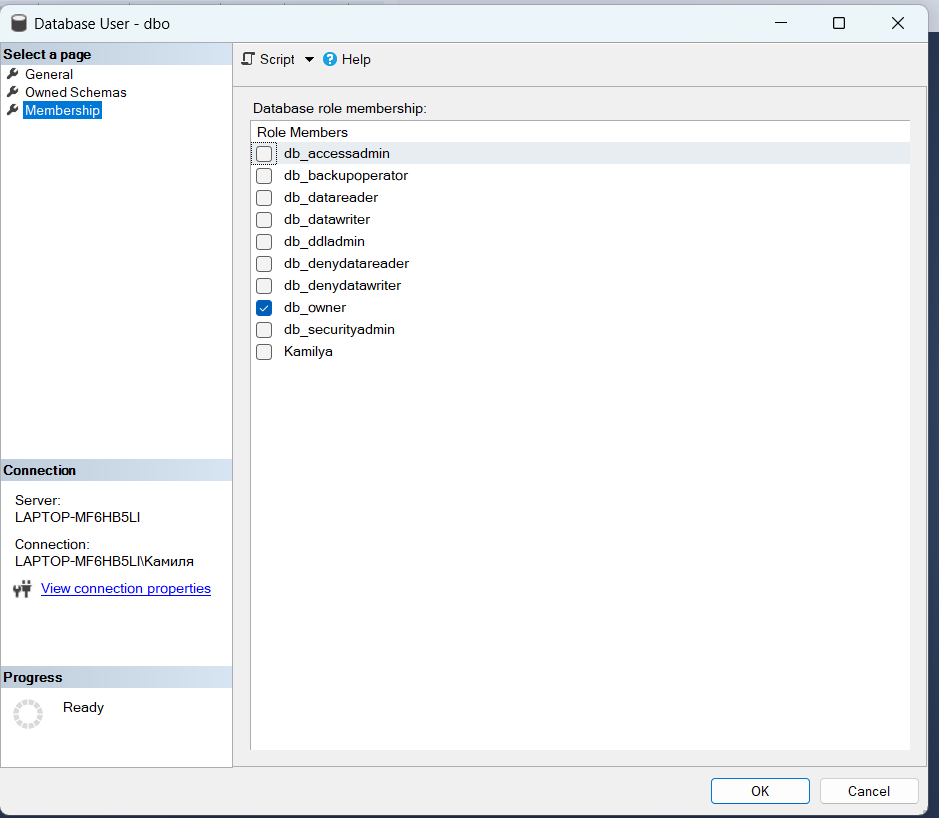 Database User - dbo
Select a page
General
Owned Schemas
Membership
Script
Help
Database role membership:
Role Members
db_accessadmin
db_backupoperator
db_datareader
db_datawriter
db_ddladmin
db_denydatareader
db_denydatawriter
db_owner
db_securityadmin
Kamilya
Connection
Server:
LAPTOP-MF6HB5LI
Connection:
LAPTOP-MF6HB5LI\Камиля
View connection properties
Progress
Ready
OK
Cancel